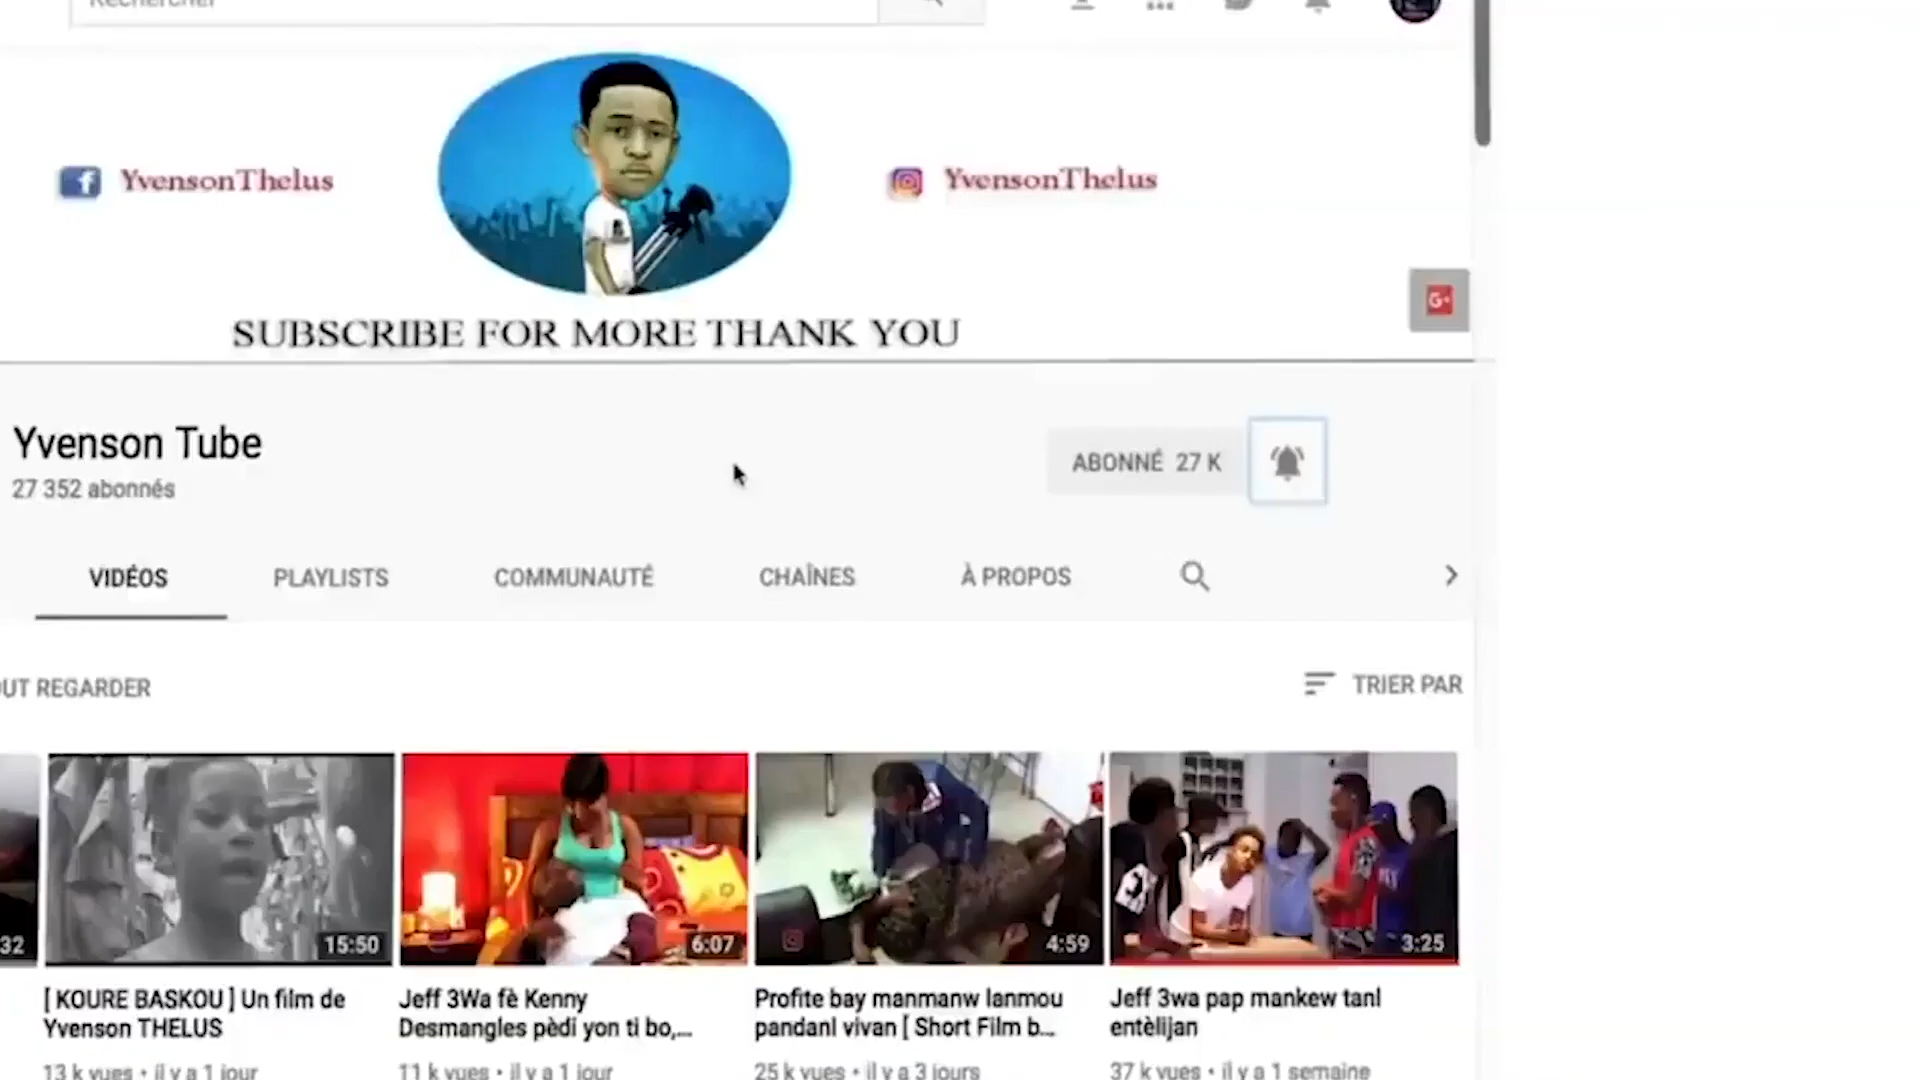 Rechercher
YvensonThelus
YvensonThelus
G+
SUBSCRIBE FOR MORE THANK YOU
Yvenson Tube
27 352 abonnés
ABONNÉ 27 K
VIDÉOS
PLAYLISTS
COMMUNAUTÉ
CHAÎNES
À PROPOS
OUT REGARDER
TRIER PAR
32
15:50
6:07
4:59
3:25
[ KOURE BASKOU ] Un film de
Yvenson THELUS
13 k vues • il y a 1 jour
Jeff 3Wa fè Kenny
Desmangles pèdi yon ti bo,...
11 k vues • il y a 1 jour
Profite bay manmanw lanmou
pandanl vivan [ Short Film b...
25 k vues • il y a 3 jours
Jeff 3wa pap mankew tanl
entèlijan
37 k vues • il y a 1 semaine